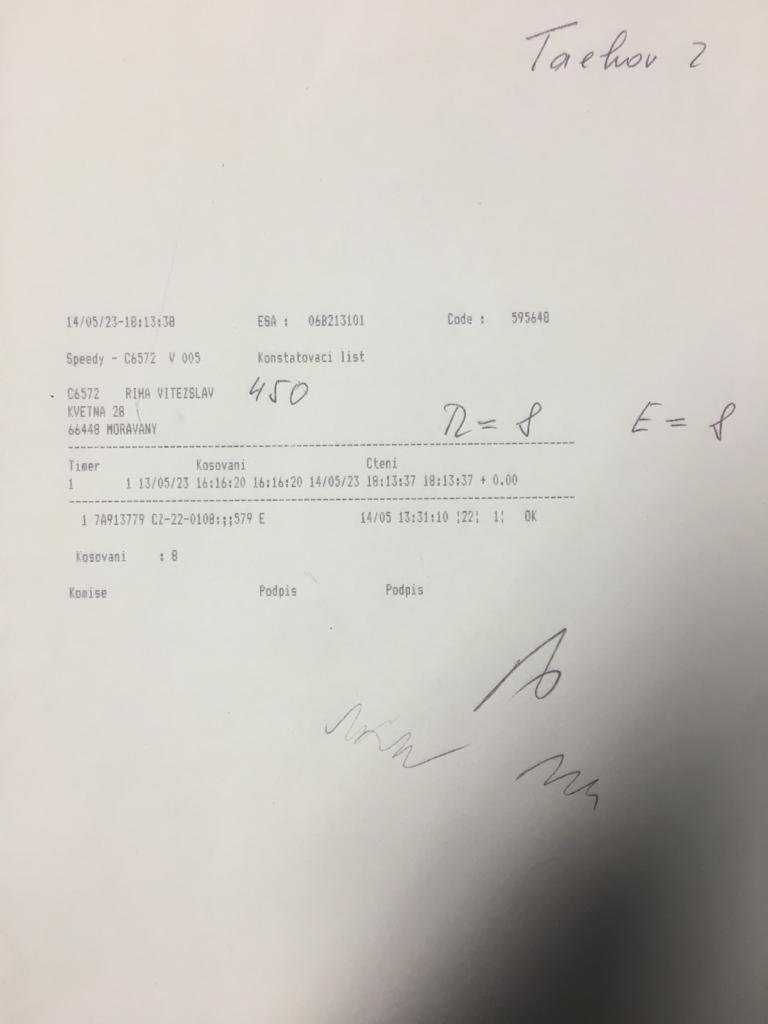 Tachov 2
14/05/23-18:13:38 ESA : 06B213101 Code : 595648
Speedy - C6572 V 005 Konstatovaci list
C6572 RIHA VITEZSLAV 450
KVETNA 28
66448 MORAVANY
N = 8 E = 8
Timer Kosovani Cteni
1 1 13/05/23 16:16:20 16:16:20 14/05/23 18:13:37 18:13:37 + 0.00
1 7A913779 CZ-22-0108:;;579 E 14/05 13:31:10 ¦22¦ 1¦ OK
Kosovani : 8
Komise Podpis Podpis